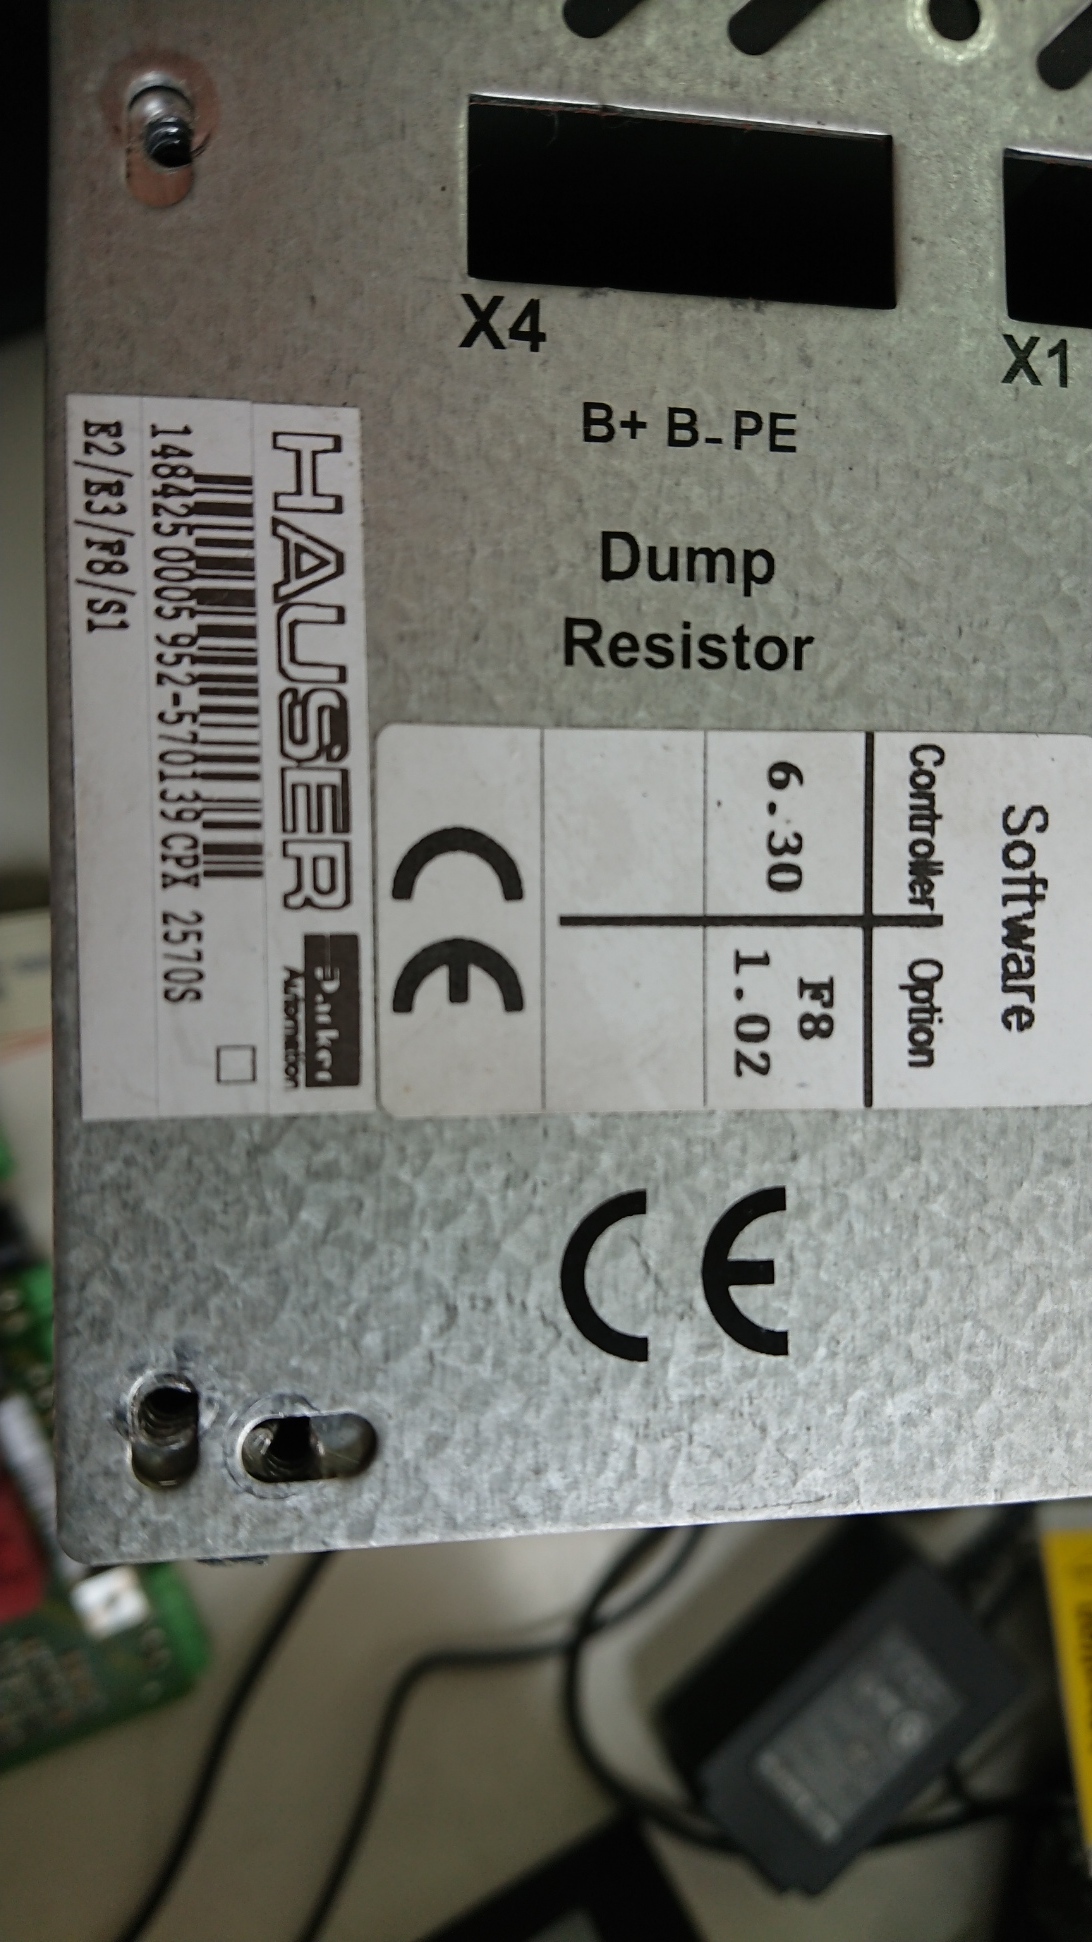 X4
X1
B+ B- PE
Dump
Resistor
HAUSER
Parker
Automation
148425 0005 952-570139 CPX 2570S
E2/E3/F8/S1
Software
Controller Option
F8
6.30 1.02
CE
CE